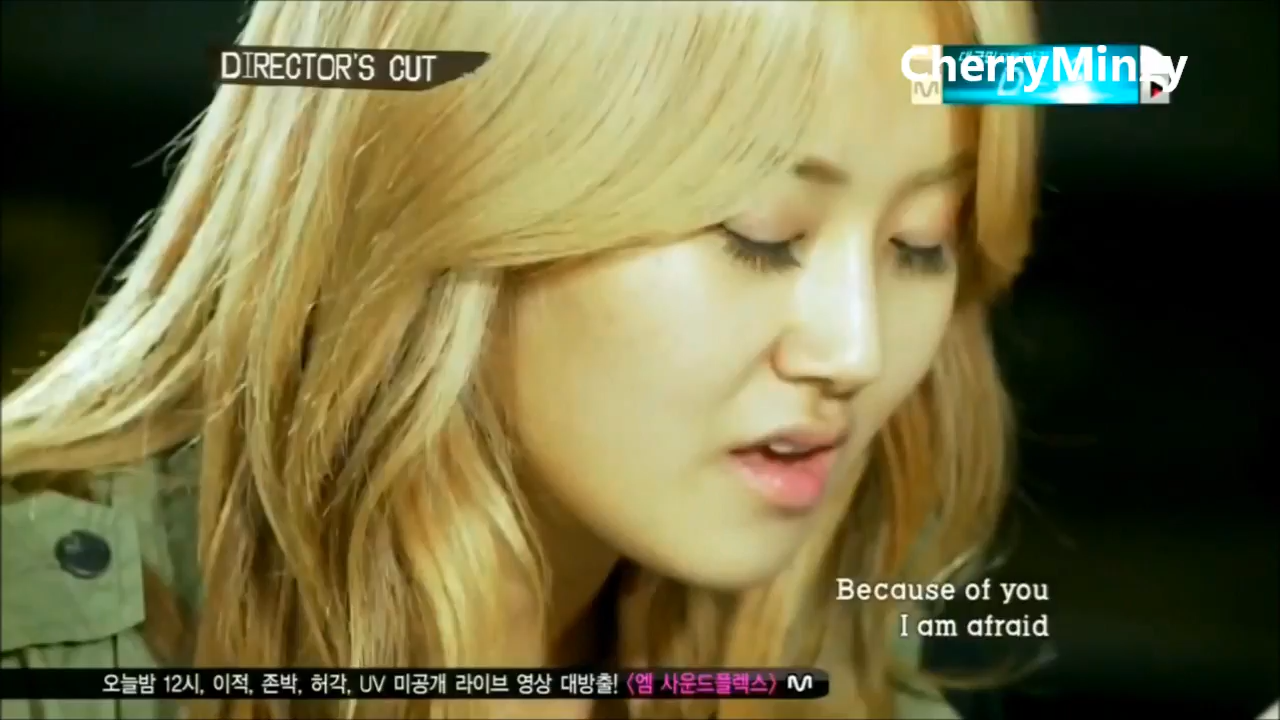 DIRECTOR'S CUT
CherryMin
Because of you
I am afraid
오늘밤 12시, 이적, 존박, 허각, UV 미공개 라이브 영상 대방출! <엠 사운드플렉스> M